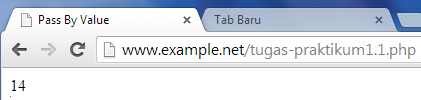 Pass By Value Tab Baru
www.example.net/tugas-praktikum1.1.php
14